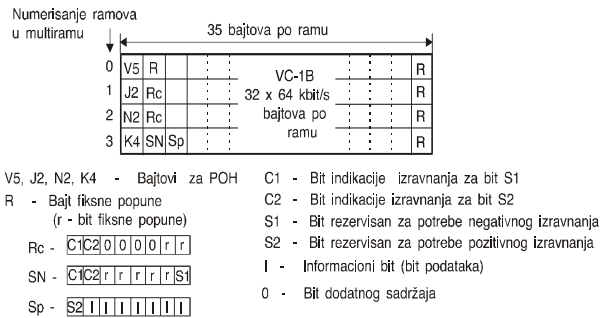 Numerisanje ramova
u multiramu
35 bajtova po ramu
0 V5 R R
1 J2 Rc R
2 N2 Rc R
3 K4 SN Sp R
VC-1B
32 x 64 kbit/s
bajtova po
ramu
V5, J2, N2, K4 - Bajtovi za POH
R - Bajt fiksne popune
(r - bit fiksne popune)
Rc - C1 C2 0 0 0 0 r r
SN - C1 C2 r r r r r S1
Sp - S2 I I I I I I I
C1 - Bit indikacije izravnanja za bit S1
C2 - Bit indikacije izravnanja za bit S2
S1 - Bit rezervisan za potrebe negativnog izravnanja
S2 - Bit rezervisan za potrebe pozitivnog izravnanja
I - Informacioni bit (bit podataka)
0 - Bit dodatnog sadržaja